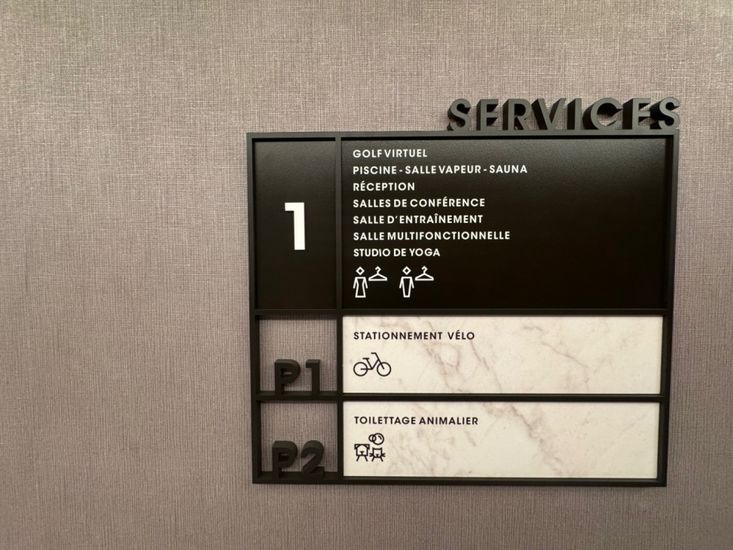 SERVICES
1
GOLF VIRTUEL
PISCINE - SALLE VAPEUR - SAUNA
RÉCEPTION
SALLES DE CONFÉRENCE
SALLE D'ENTRAÎNEMENT
SALLE MULTIFONCTIONNELLE
STUDIO DE YOGA
P1
STATIONNEMENT VÉLO
P2
TOILETTAGE ANIMALIER